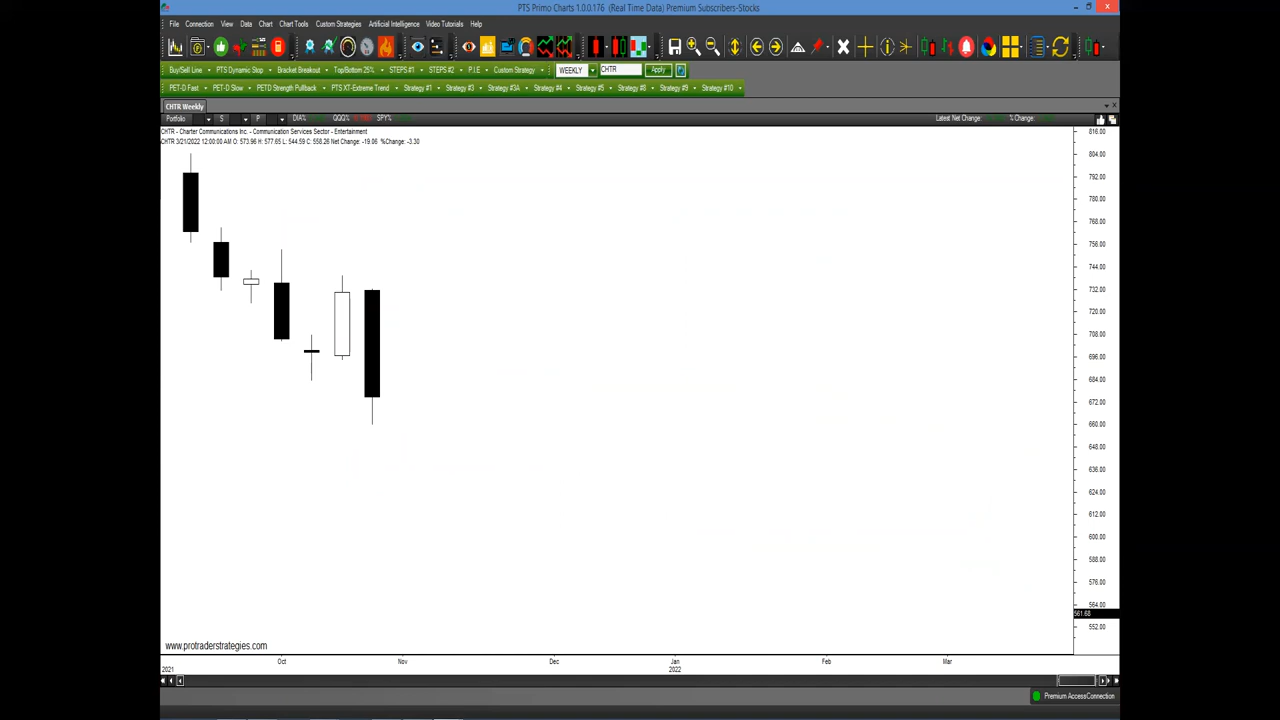 PTS Primo Charts 1.0.0.176 (Real Time Data) Premium Subscribers-Stocks
File Connection View Data Chart Chart Tools Custom Strategies Artificial Intelligence Video Tutorials Help
Buy/Sell Line PTS Dynamic Stop Bracket Breakout Top/Bottom 25% STEPS #1 STEPS #2 P.I.E Custom Strategy WEEKLY CHTR Apply
PET-D Fast PET-D Slow PETD Strength Pullback PTS XT-Extreme Trend Strategy #1 Strategy #3 Strategy #3A Strategy #4 Strategy #5 Strategy #8 Strategy #9 Strategy #10
CHTR Weekly
Portfolio S P DIA% QQQ% SPY% Latest Net Change: % Change:
CHTR - Charter Communications Inc. - Communication Services Sector - Entertainment
CHTR 3/21/2022 12:00:00 AM O: 573.96 H: 577.65 L: 544.59 C: 558.26 Net Change: -19.06 %Change: -3.30
816.00
804.00
792.00
780.00
768.00
756.00
744.00
732.00
720.00
708.00
696.00
684.00
672.00
660.00
648.00
636.00
624.00
612.00
600.00
588.00
576.00
564.00
561.68
552.00
www.protraderstrategies.com
Oct Nov Dec Jan Feb Mar
2021 2022
Premium AccessConnection